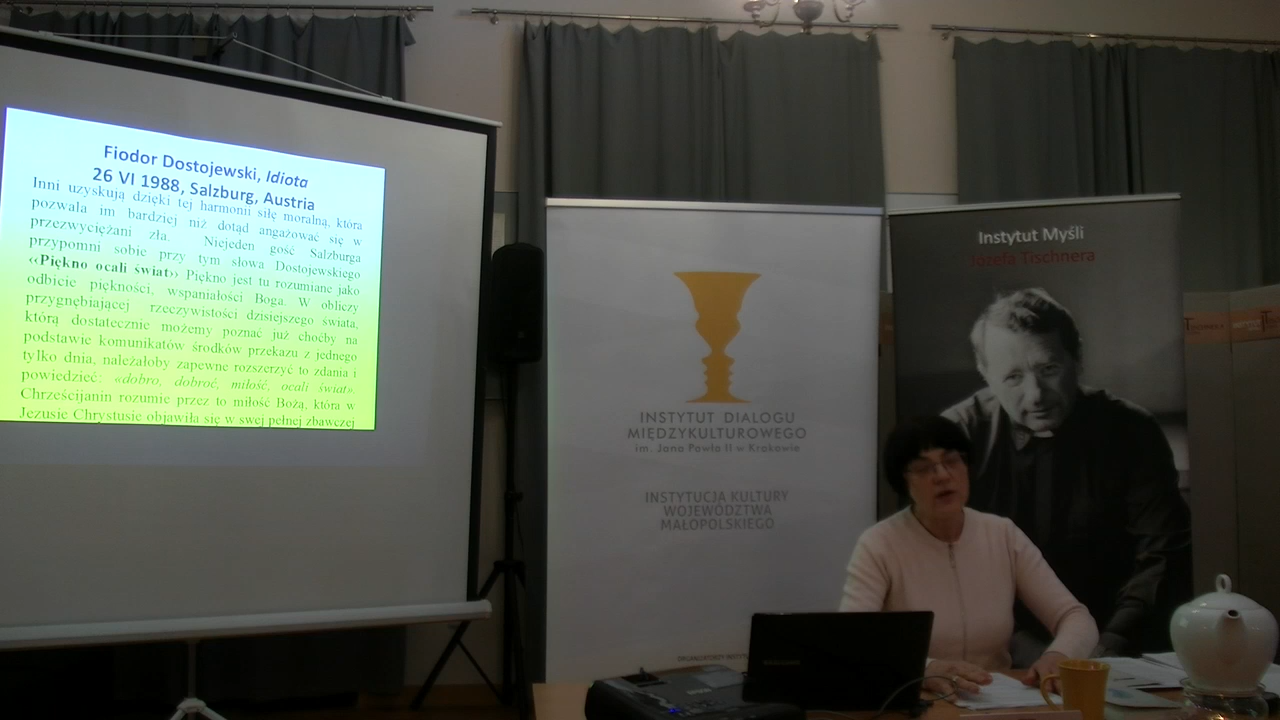 Fiodor Dostojewski, Idiota
26 VI 1988, Salzburg, Austria
Inni uzyskują dzięki tej harmonii siłę moralną, która
pozwala im bardziej niż dotąd angażować się w
przezwyciężani zła. Niejeden gość Salzburga
przypomni sobie przy tym słowa Dostojewskiego
‹‹Piękno ocali świat›› Piękno jest tu rozumiane jako
odbicie piękności, wspaniałości Boga. W obliczy
przygnębiającej rzeczywistości dzisiejszego świata,
którą dostatecznie możemy poznać już choćby na
podstawie komunikatów środków przekazu z jednego
tylko dnia, należałoby zapewne rozszerzyć to zdania i
powiedzieć: «dobro, dobroć, miłość, ocali świat».
Chrześcijanin rozumie przez to miłość Bożą, która w
Jezusie Chrystusie objawiła się w swej pełnej zbawczej
INSTYTUT DIALOGU
MIĘDZYKULTUROWEGO
im. Jana Pawła II w Krakowie
INSTYTUCJA KULTURY
WOJEWÓDZTWA
MAŁOPOLSKIEGO
Instytut Myśli
Józefa Tischnera